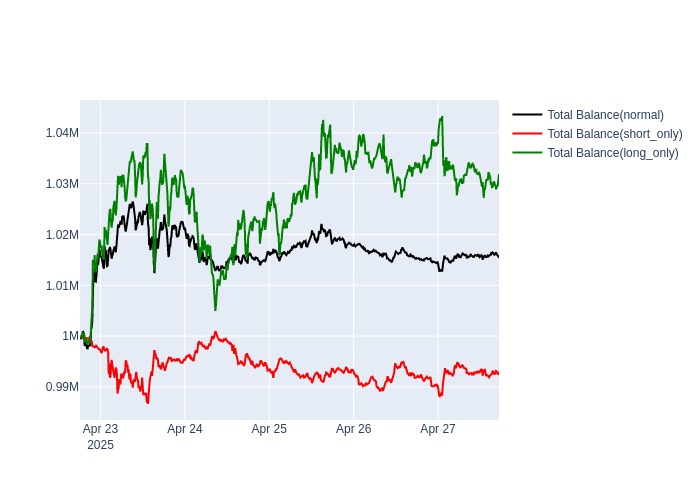 Total Balance(normal)
Total Balance(short_only)
Total Balance(long_only)
1.04M
1.03M
1.02M
1.01M
1M
0.99M
Apr 23
2025
Apr 24
Apr 25
Apr 26
Apr 27